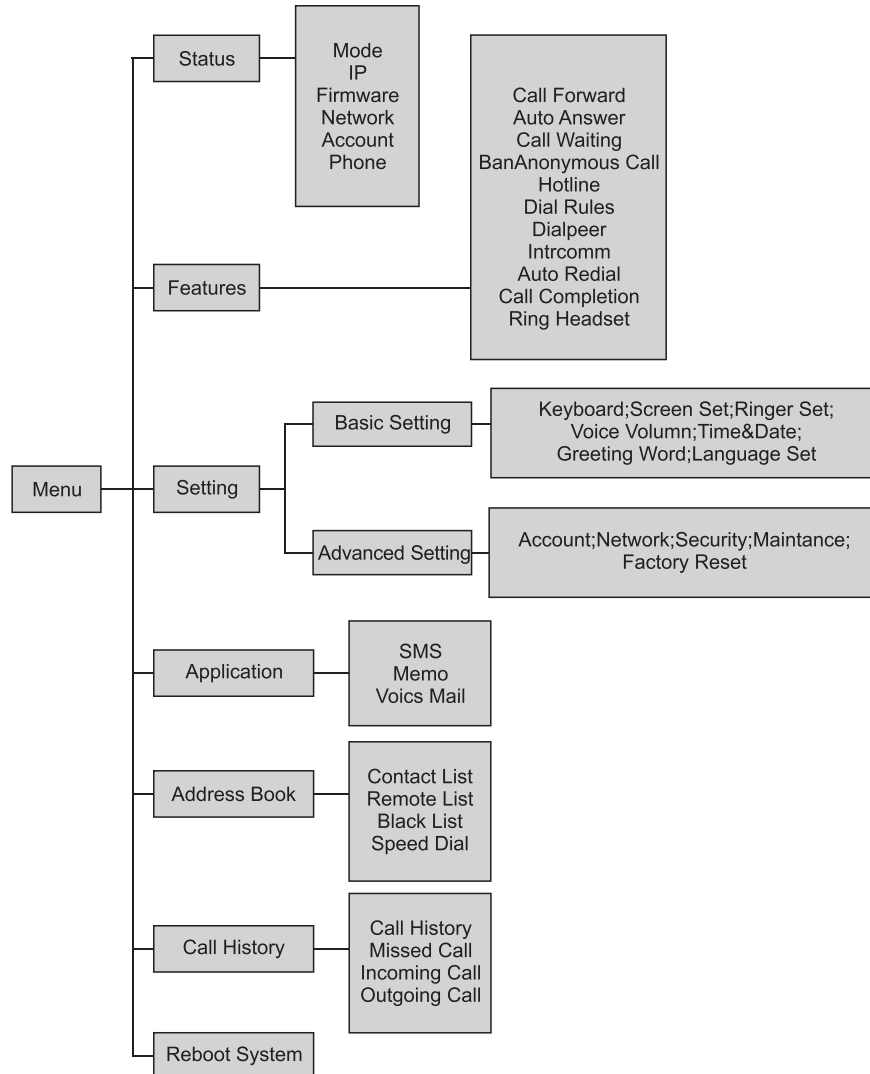 Status
Mode
IP
Firmware
Network
Account
Phone
Features
Call Forward
Auto Answer
Call Waiting
BanAnonymous Call
Hotline
Dial Rules
Dialpeer
Intrcomm
Auto Redial
Call Completion
Ring Headset
Menu
Setting
Basic Setting
Keyboard;Screen Set;Ringer Set;
Voice Volumn;Time&Date;
Greeting Word;Language Set
Advanced Setting
Account;Network;Security;Maintance;
Factory Reset
Application
SMS
Memo
Voics Mail
Address Book
Contact List
Remote List
Black List
Speed Dial
Call History
Call History
Missed Call
Incoming Call
Outgoing Call
Reboot System